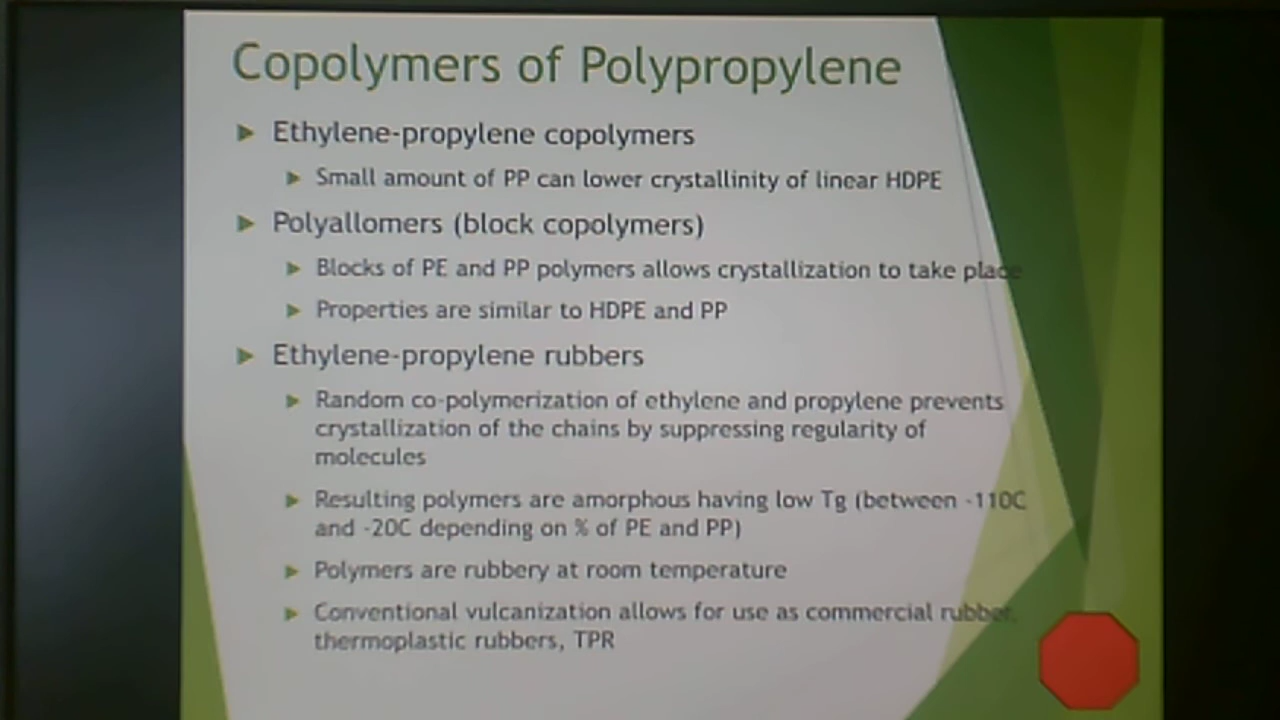 Copolymers of Polypropylene
Ethylene-propylene copolymers
Small amount of PP can lower crystallinity of linear HDPE
Polyallomers (block copolymers)
Blocks of PE and PP polymers allows crystallization to take place
Properties are similar to HDPE and PP
Ethylene-propylene rubbers
Random co-polymerization of ethylene and propylene prevents
crystallization of the chains by suppressing regularity of
molecules
Resulting polymers are amorphous having low Tg (between -110C
and -20C depending on % of PE and PP)
Polymers are rubbery at room temperature
Conventional vulcanization allows for use as commercial rubber,
thermoplastic rubbers, TPR